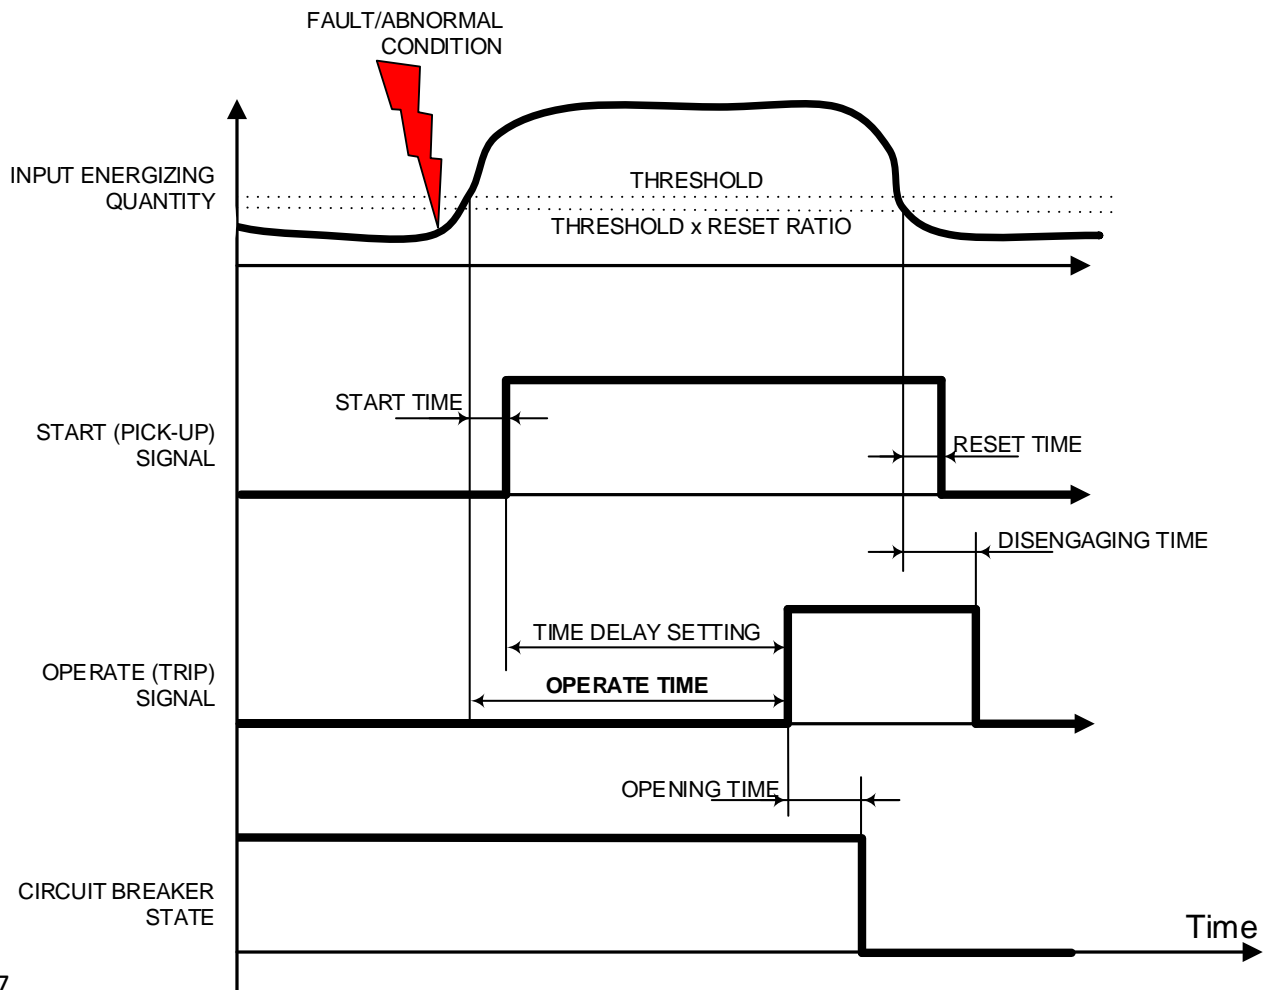 FAULT/ABNORMAL
CONDITION
INPUT ENERGIZING
QUANTITY
THRESHOLD
THRESHOLD x RESET RATIO
START TIME
START (PICK-UP)
SIGNAL
RESET TIME
DISENGAGING TIME
TIME DELAY SETTING
OPERATE (TRIP)
SIGNAL
OPERATE TIME
OPENING TIME
CIRCUIT BREAKER
STATE
Time
7